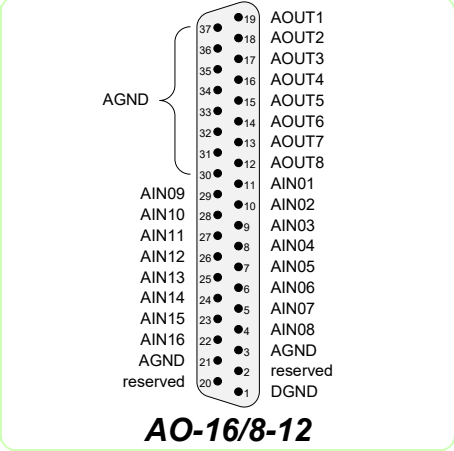 19 AOUT1
37
18 AOUT2
36
17 AOUT3
35
16 AOUT4
34
AGND
15 AOUT5
33
14 AOUT6
32
13 AOUT7
31
12 AOUT8
30
11 AIN01
AIN09 29
10 AIN02
AIN10 28
9 AIN03
AIN11 27
8 AIN04
AIN12 26
7 AIN05
AIN13 25
6 AIN06
AIN14 24
5 AIN07
AIN15 23
4 AIN08
AIN16 22
3 AGND
AGND 21
2 reserved
reserved 20
1 DGND
AO-16/8-12